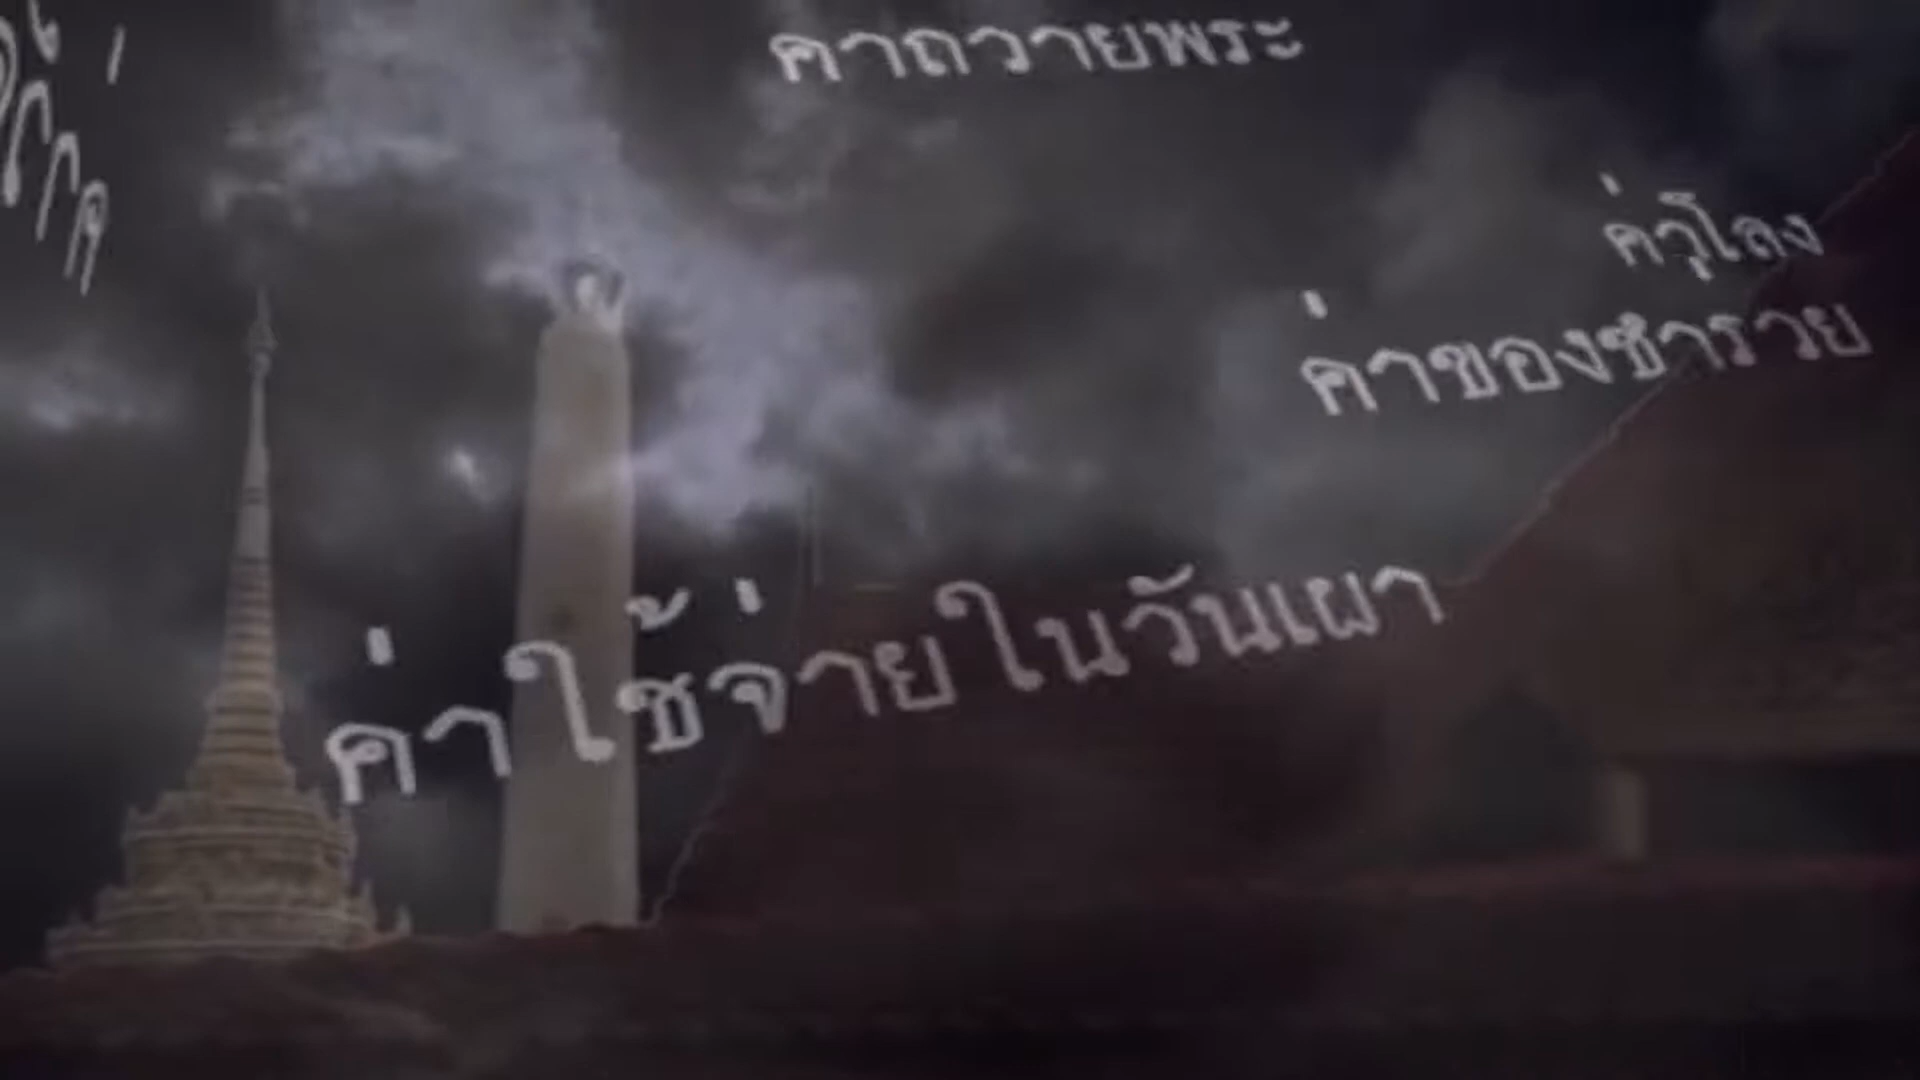 ค่าถวายพระ
ค่าโลง
ค่าของชำรวย
ค่าใช้จ่ายในวันเผา